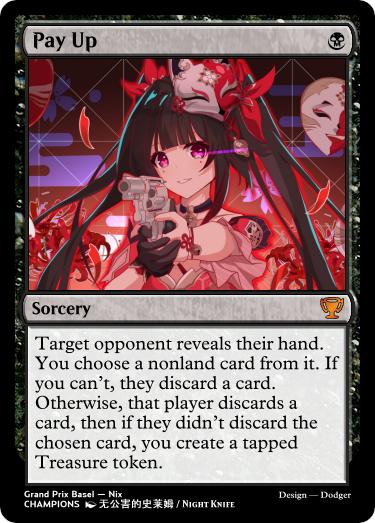 Pay Up
Sorcery
Target opponent reveals their hand.
You choose a nonland card from it. If
you can't, they discard a card.
Otherwise, that player discards a
card, then if they didn't discard the
chosen card, you create a tapped
Treasure token.
Grand Prix Basel — Nix
Design — Dodger
CHAMPIONS 无公害的史莱姆 / Night Knife